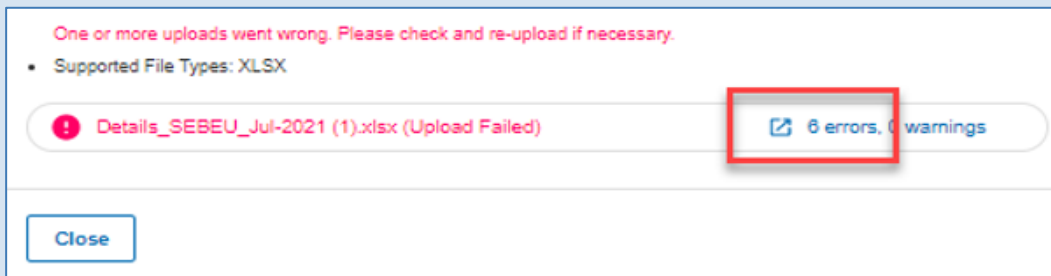 One or more uploads went wrong. Please check and re-upload if necessary.
• Supported File Types: XLSX
Details_SEBEU_Jul-2021 (1).xlsx (Upload Failed) 6 errors, 0 warnings
Close